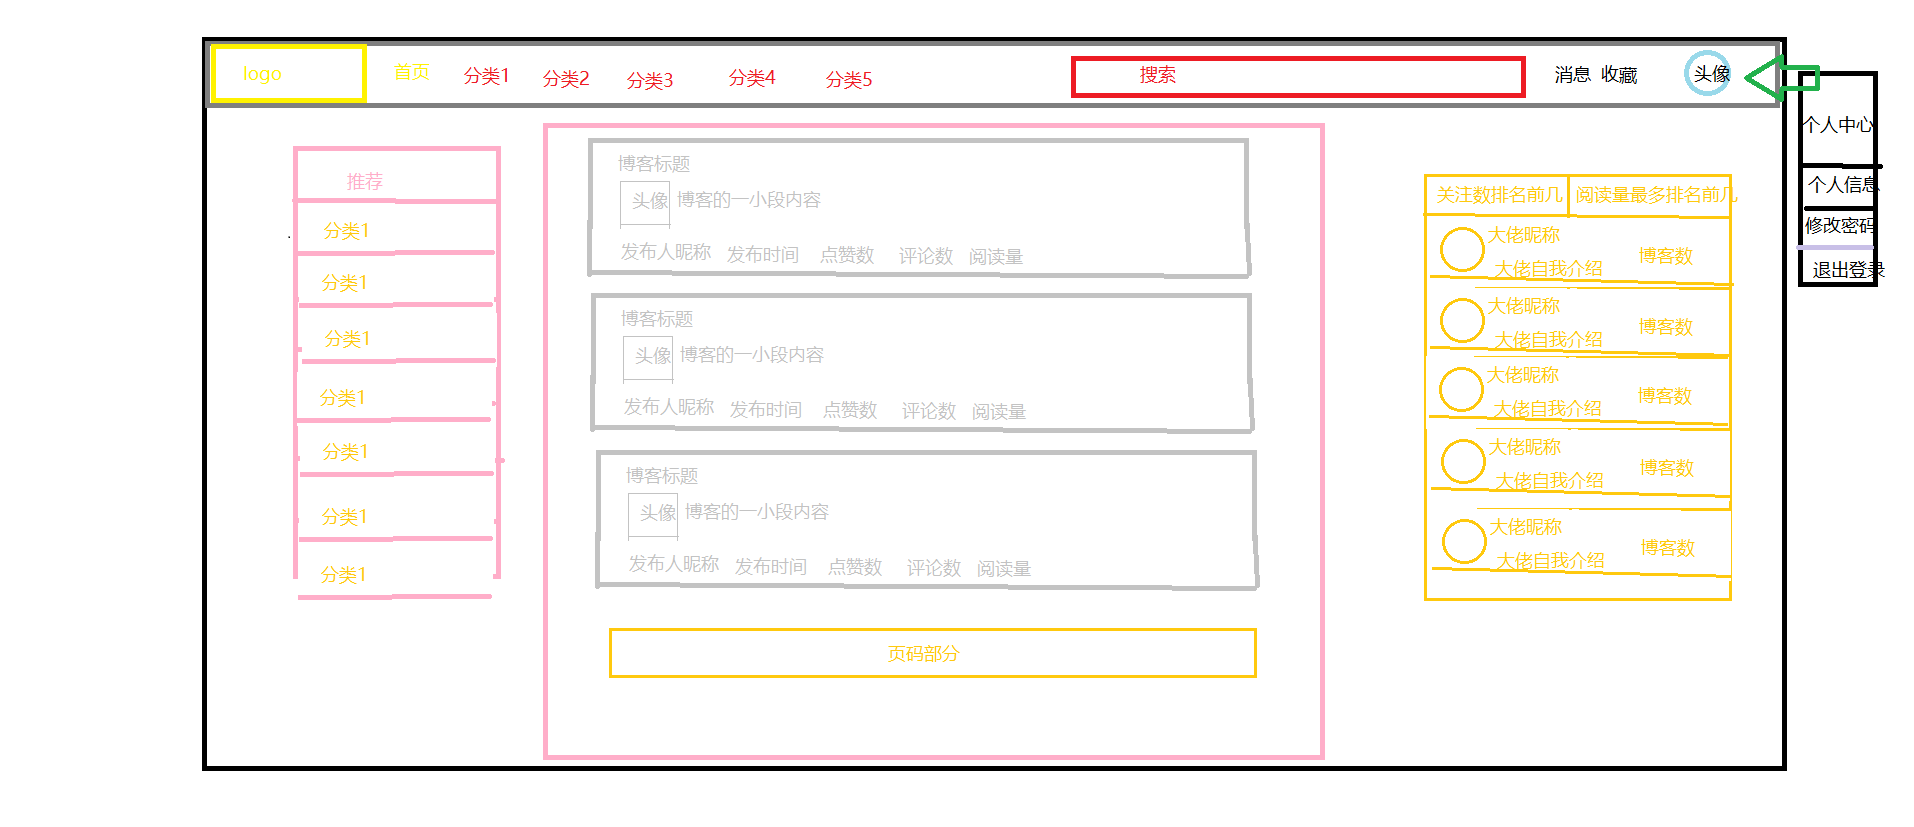 logo 首页 分类1 分类2 分类3 分类4 分类5 搜索 消息 收藏 头像
个人中心
个人信息
修改密码
退出登录
推荐
分类1
分类1
分类1
分类1
分类1
分类1
分类1
博客标题
头像 博客的一小段内容
发布人昵称 发布时间 点赞数 评论数 阅读量
博客标题
头像 博客的一小段内容
发布人昵称 发布时间 点赞数 评论数 阅读量
博客标题
头像 博客的一小段内容
发布人昵称 发布时间 点赞数 评论数 阅读量
页码部分
关注数排名前几 阅读量最多排名前几
大佬昵称
大佬自我介绍 博客数
大佬昵称
大佬自我介绍 博客数
大佬昵称
大佬自我介绍 博客数
大佬昵称
大佬自我介绍 博客数
大佬昵称
大佬自我介绍 博客数